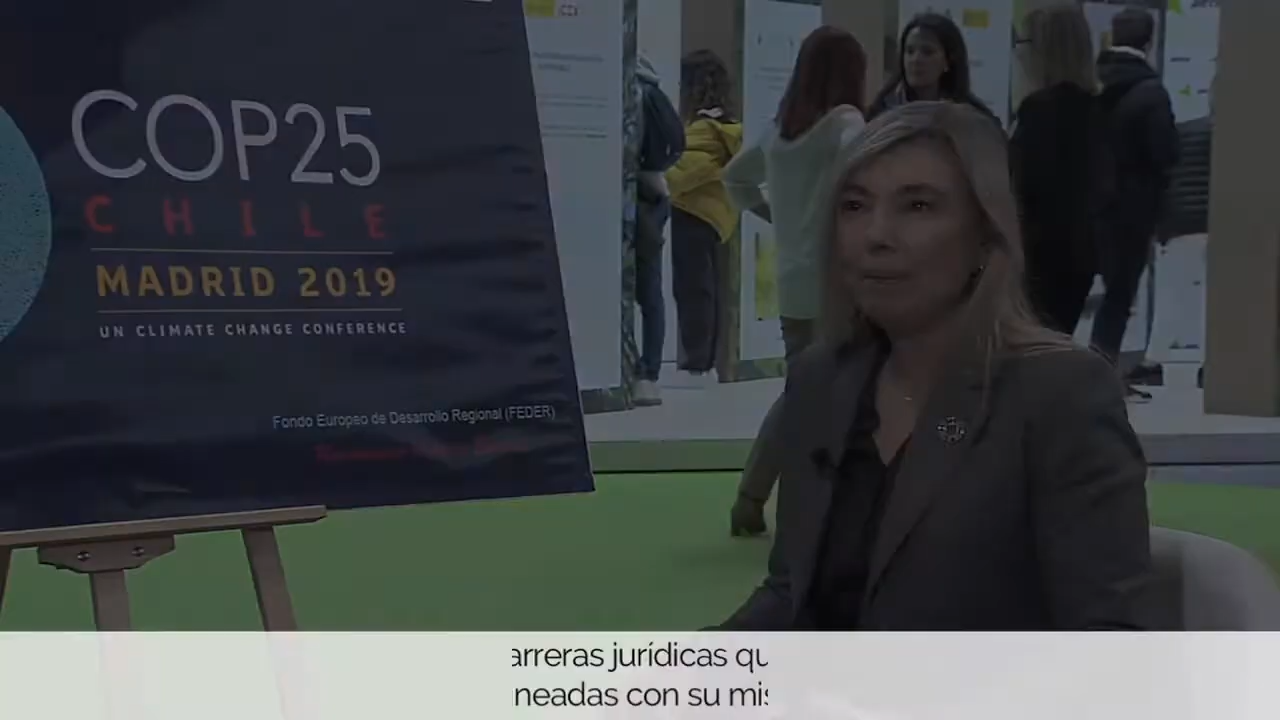 COP25
CHILE
MADRID 2019
UN CLIMATE CHANGE CONFERENCE
Fondo Europeo de Desarrollo Regional (FEDER)
arreras jurídicas qu
neadas con su mis